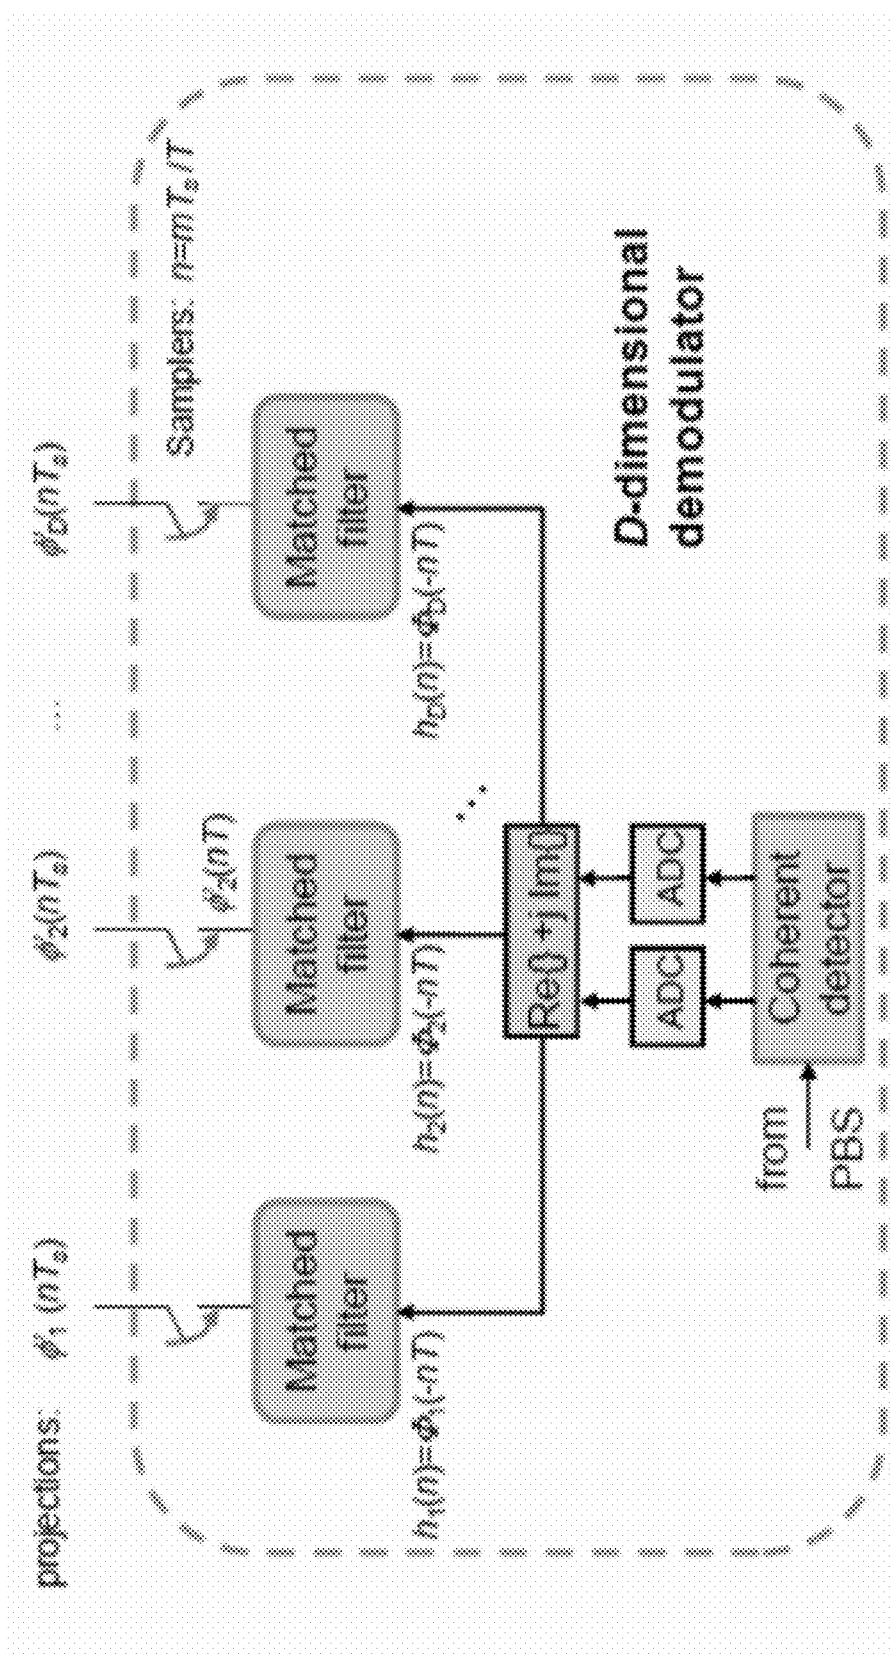 projections: ϕ'₁ (nTₛ) ϕ'₂(nTₛ) ... ϕ'D(nTₛ)
Samplers: n=mTₛ/T
ϕ'₂(nT)
Matched
filter
Matched
filter
Matched
filter
h₁(n)=Φ₁(-nT)
h₂(n)=Φ₂(-nT)
...
hD(n)=ΦD(-nT)
Re() +j Im()
ADC
ADC
D-dimensional
demodulator
from
PBS
Coherent
detector